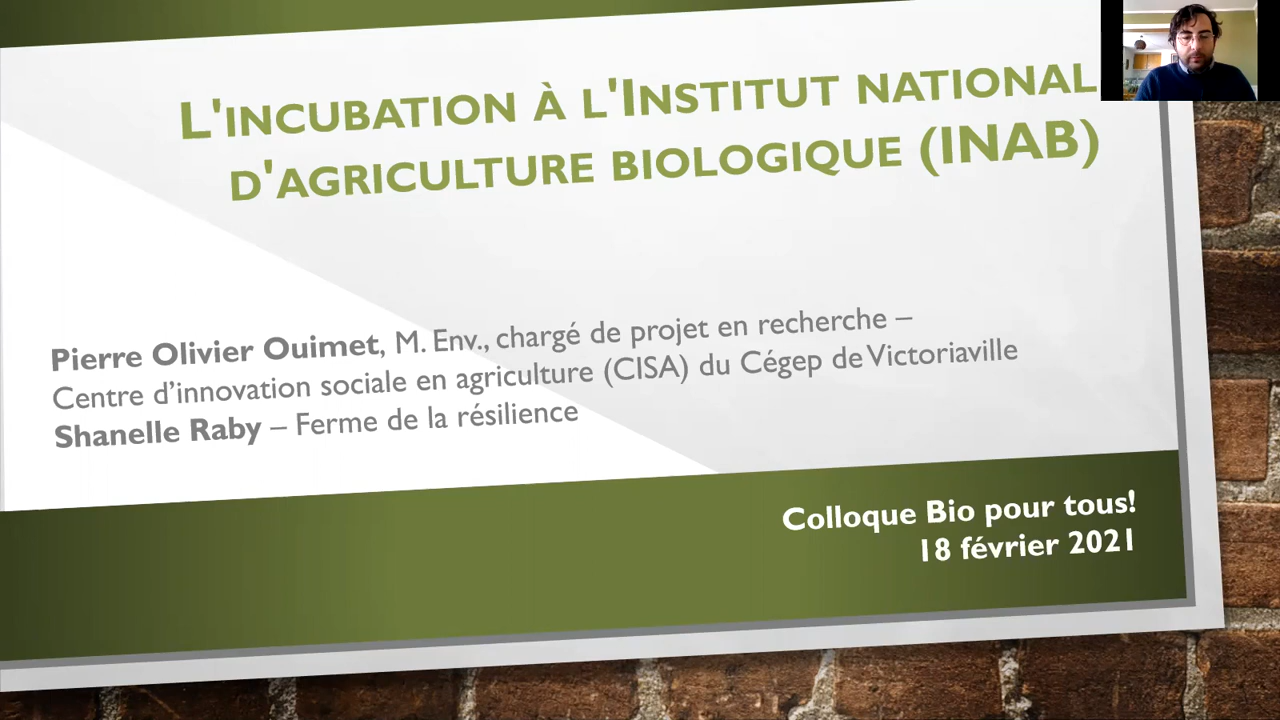 L'INCUBATION À L'INSTITUT NATIONAL
D'AGRICULTURE BIOLOGIQUE (INAB)
Pierre Olivier Ouimet, M. Env., chargé de projet en recherche –
Centre d’innovation sociale en agriculture (CISA) du Cégep de Victoriaville
Shanelle Raby – Ferme de la résilience
Colloque Bio pour tous!
18 février 2021